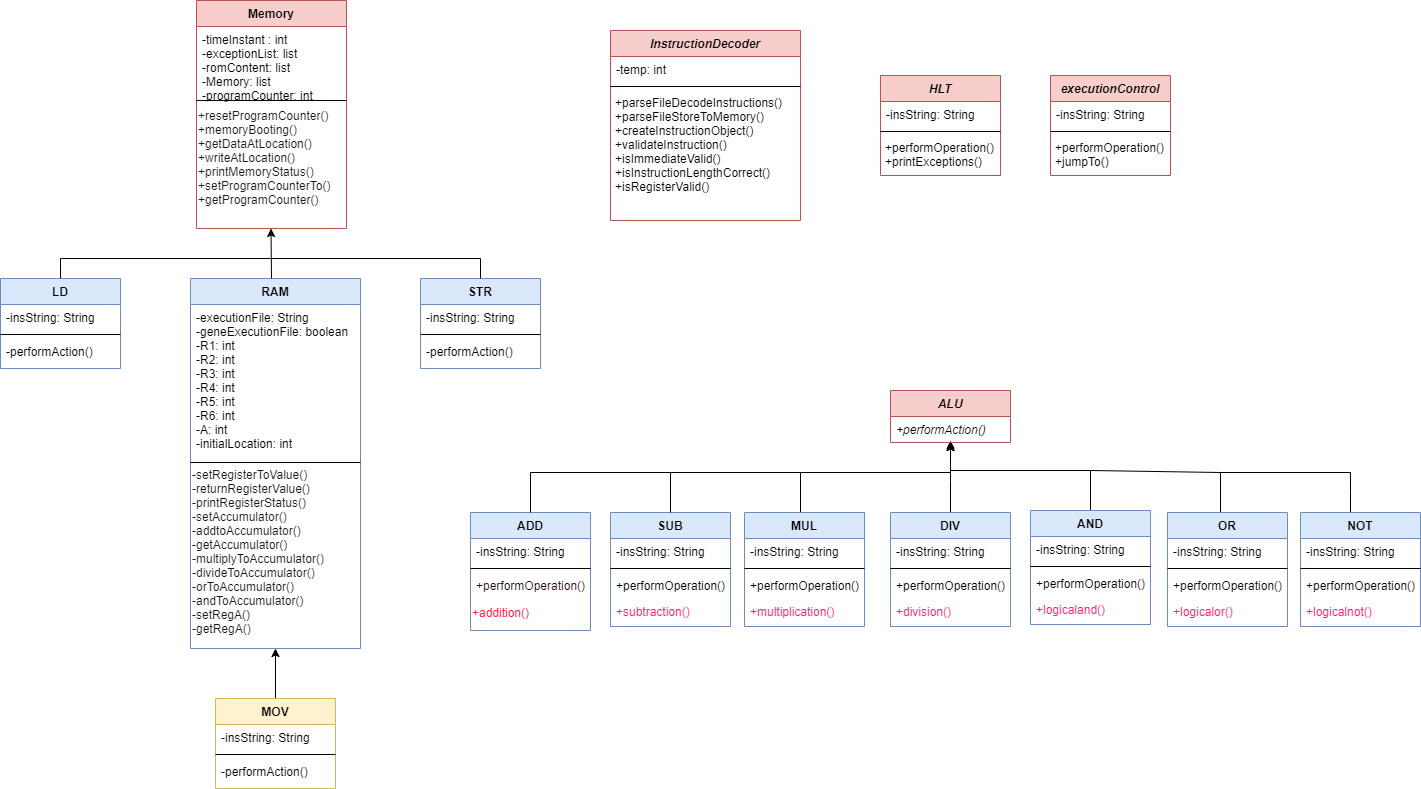 Memory
-timeInstant : int
-exceptionList: list
-romContent: list
-Memory: list
-programCounter: int
+resetProgramCounter()
+memoryBooting()
+getDataAtLocation()
+writeAtLocation()
+printMemoryStatus()
+setProgramCounterTo()
+getProgramCounter()
InstructionDecoder
-temp: int
+parseFileDecodeInstructions()
+parseFileStoreToMemory()
+createInstructionObject()
+validateInstruction()
+isImmediateValid()
+isInstructionLengthCorrect()
+isRegisterValid()
HLT
-insString: String
+performOperation()
+printExceptions()
executionControl
-insString: String
+performOperation()
+jumpTo()
LD
-insString: String
-performAction()
RAM
-executionFile: String
-geneExecutionFile: boolean
-R1: int
-R2: int
-R3: int
-R4: int
-R5: int
-R6: int
-A: int
-initialLocation: int
-setRegisterToValue()
-returnRegisterValue()
-printRegisterStatus()
-setAccumulator()
-addtoAccumulator()
-getAccumulator()
-multiplyToAccumulator()
-divideToAccumulator()
-orToAccumulator()
-andToAccumulator()
-setRegA()
-getRegA()
STR
-insString: String
-performAction()
MOV
-insString: String
-performAction()
ALU
+performAction()
ADD
-insString: String
+performOperation()
+addition()
SUB
-insString: String
+performOperation()
+subtraction()
MUL
-insString: String
+performOperation()
+multiplication()
DIV
-insString: String
+performOperation()
+division()
AND
-insString: String
+performOperation()
+logicaland()
OR
-insString: String
+performOperation()
+logicalor()
NOT
-insString: String
+performOperation()
+logicalnot()